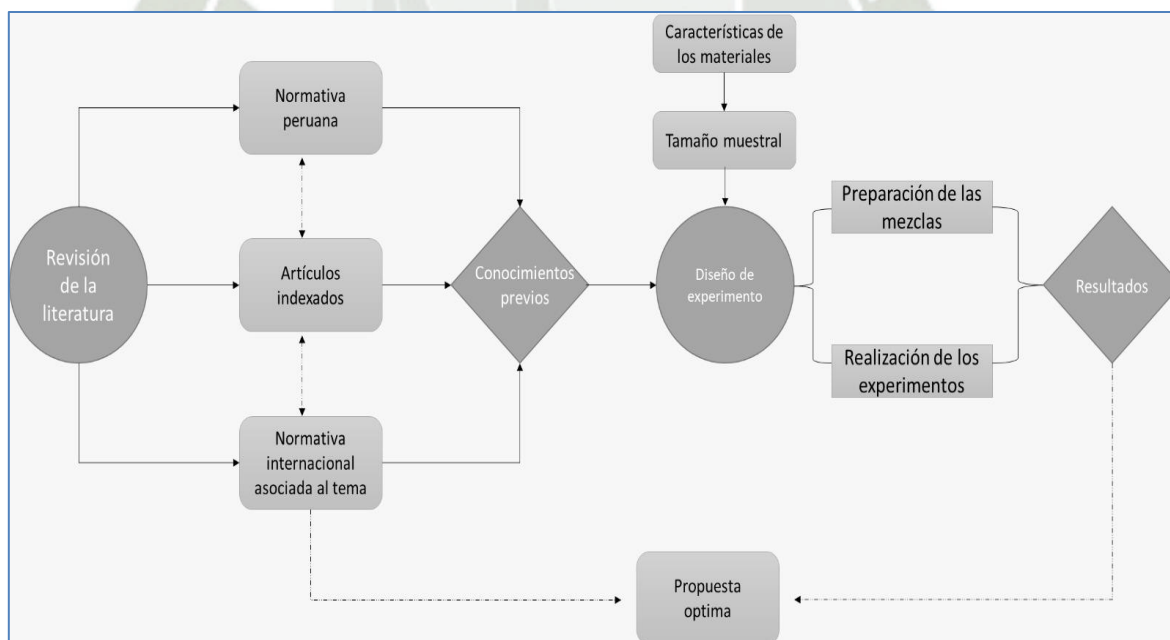 Características de
los materiales
Normativa
peruana
Tamaño muestral
Preparación de las
mezclas
Revisión
de la
literatura
Artículos
indexados
Conocimientos
previos
Diseño de
experimento
Resultados
Realización de los
experimentos
Normativa
internacional
asociada al tema
Propuesta
optima